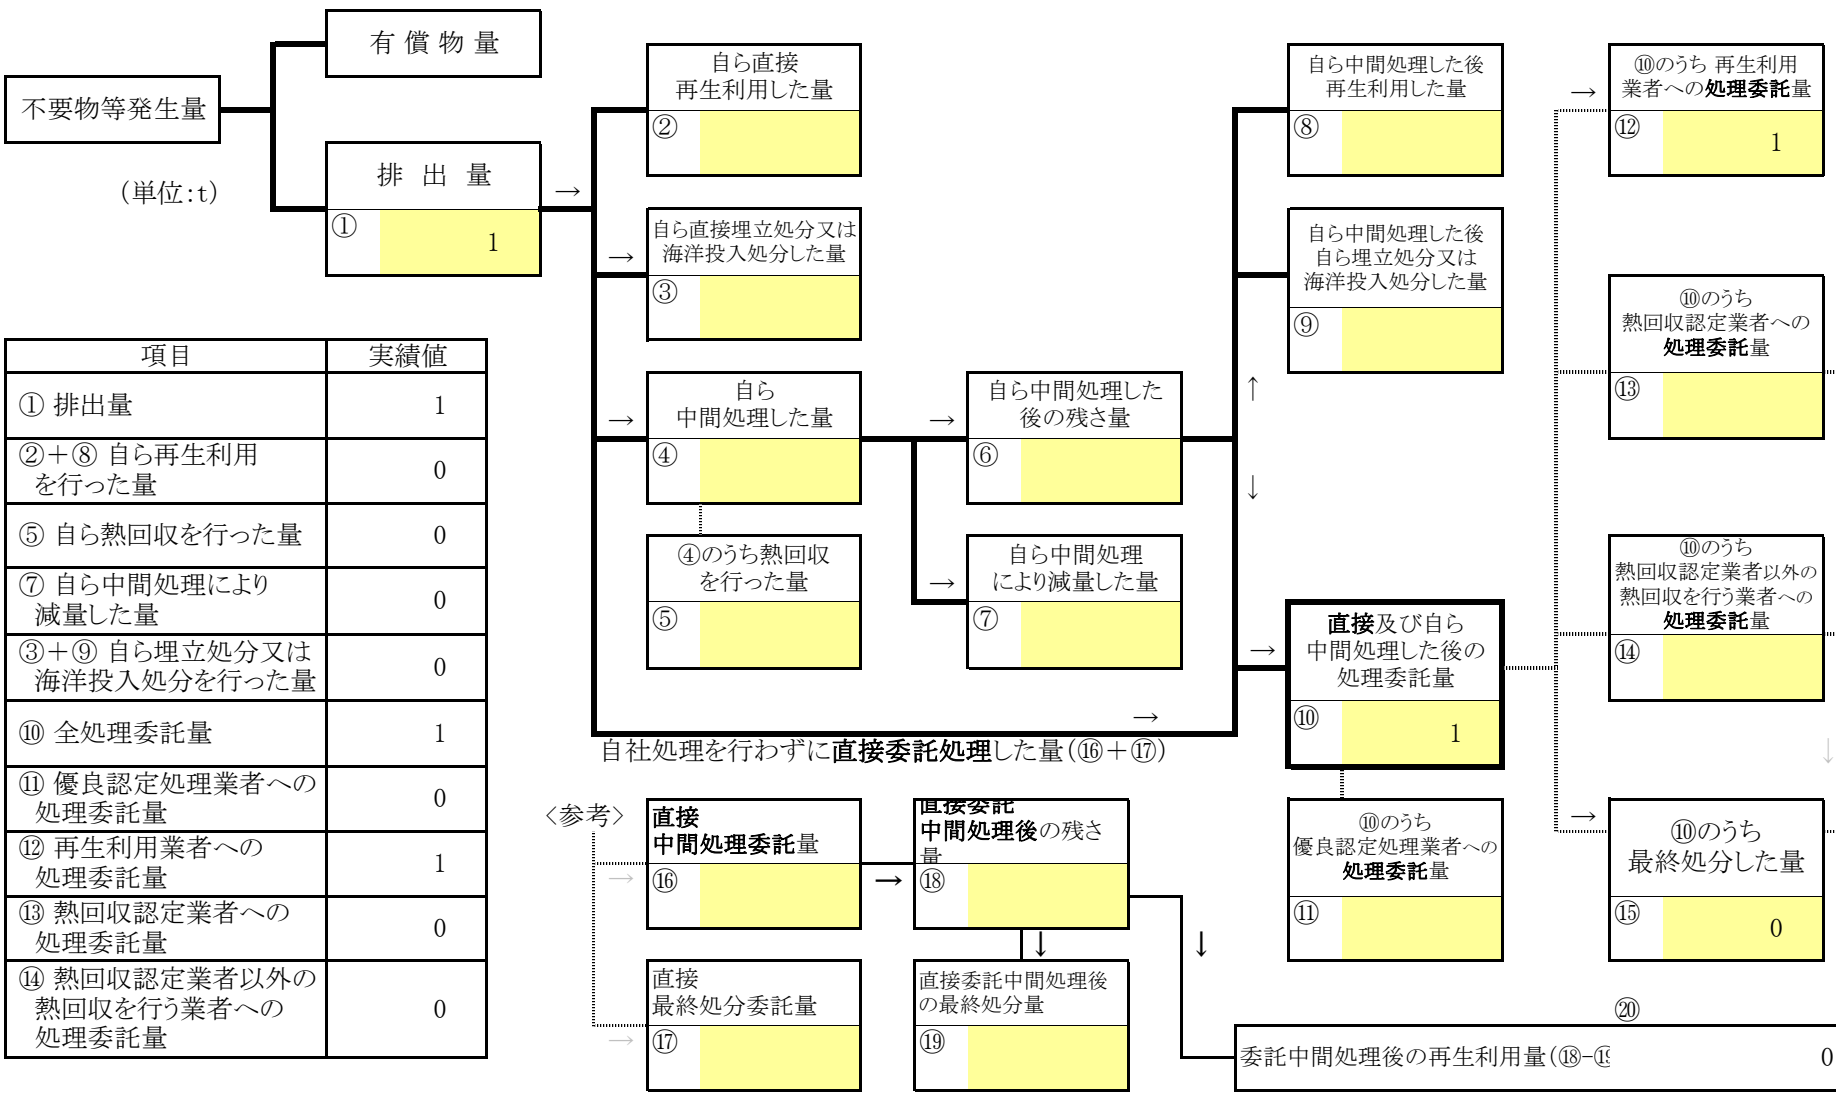 有 償 物 量
不要物等発生量
(単位:t)
排 出 量
→
①
1
自ら直接
再生利用した量
②
→
自ら直接埋立処分又は
海洋投入処分した量
③
→
自ら
中間処理した量
④
④のうち熱回収
を行った量
⑤
→
自ら中間処理した
後の残さ量
⑥
→
自ら中間処理
により減量した量
⑦
自ら中間処理した後
再生利用した量
⑧
自ら中間処理した後
自ら埋立処分又は
海洋投入処分した量
⑨
↑
↓
→
直接及び自ら
中間処理した後の
処理委託量
⑩
1
→
自社処理を行わずに直接委託処理した量(⑯+⑰)
⑩のうち
優良認定処理業者への
処理委託量
⑪
→
⑩のうち 再生利用
業者への処理委託量
⑫
1
⑩のうち
熱回収認定業者への
処理委託量
⑬
⑩のうち
熱回収認定業者以外の
熱回収を行う業者への
処理委託量
⑭
↓
→
⑩のうち
最終処分した量
⑮
0
項目 実績値
① 排出量 1
②+⑧ 自ら再生利用
を行った量 0
⑤ 自ら熱回収を行った量 0
⑦ 自ら中間処理により
減量した量 0
③+⑨ 自ら埋立処分又は
海洋投入処分を行った量 0
⑩ 全処理委託量 1
⑪ 優良認定処理業者への
処理委託量 0
⑫ 再生利用業者への
処理委託量 1
⑬ 熱回収認定業者への
処理委託量 0
⑭ 熱回収認定業者以外の
熱回収を行う業者への
処理委託量 0
<参考>
→
直接
中間処理委託量
⑯
→
直接委託
中間処理後の残さ
量
⑱
→
直接
最終処分委託量
⑰
↓
直接委託中間処理後
の最終処分量
⑲
↓
⑳
委託中間処理後の再生利用量(⑱-⑲
0